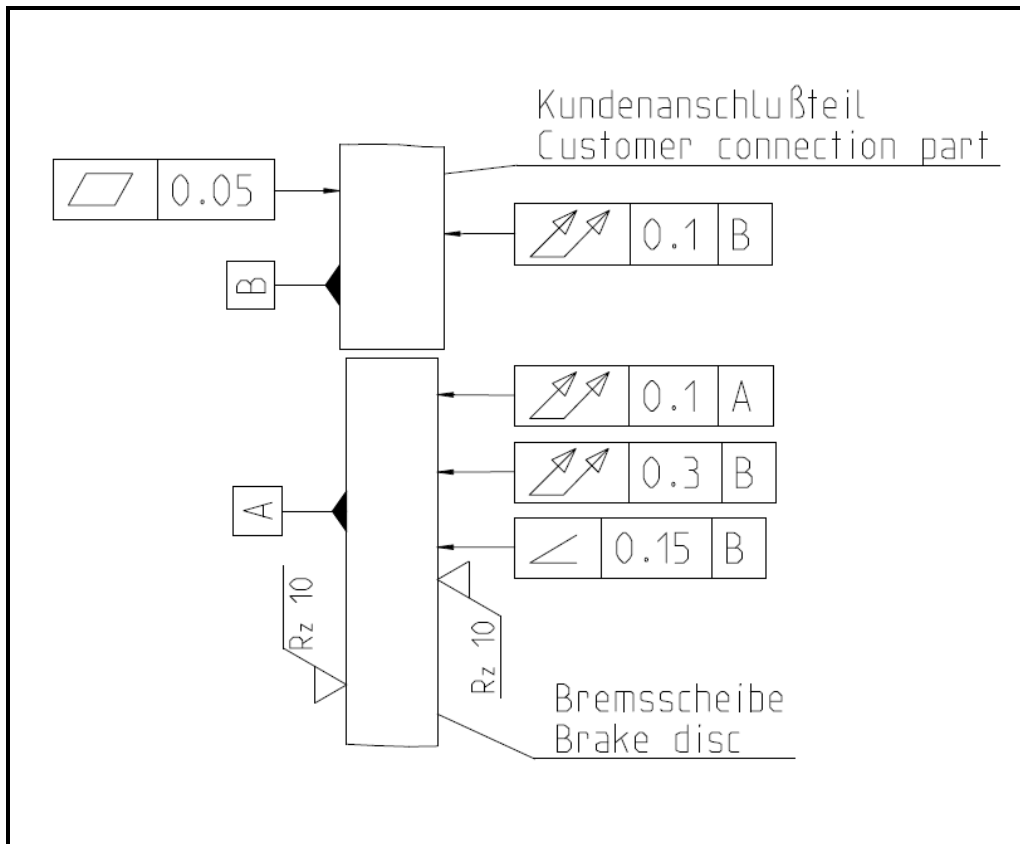 Kundenanschlußteil
Customer connection part
0.05
0.1 B
B
0.1 A
0.3 B
A
0.15 B
Rz 10
Rz 10
Bremsscheibe
Brake disc